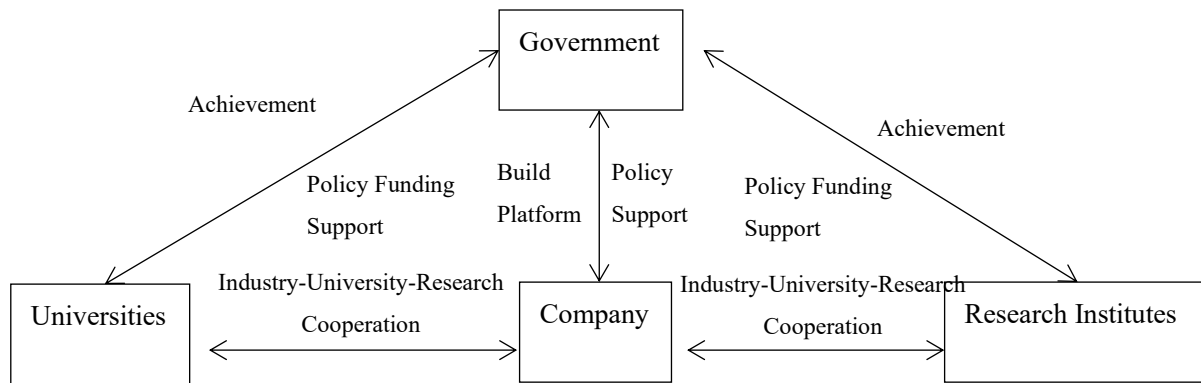 Government
Achievement
Achievement
Policy Funding
Support
Build
Platform
Policy
Support
Policy Funding
Support
Industry-University-Research
Cooperation
Industry-University-Research
Cooperation
Universities
Company
Research Institutes